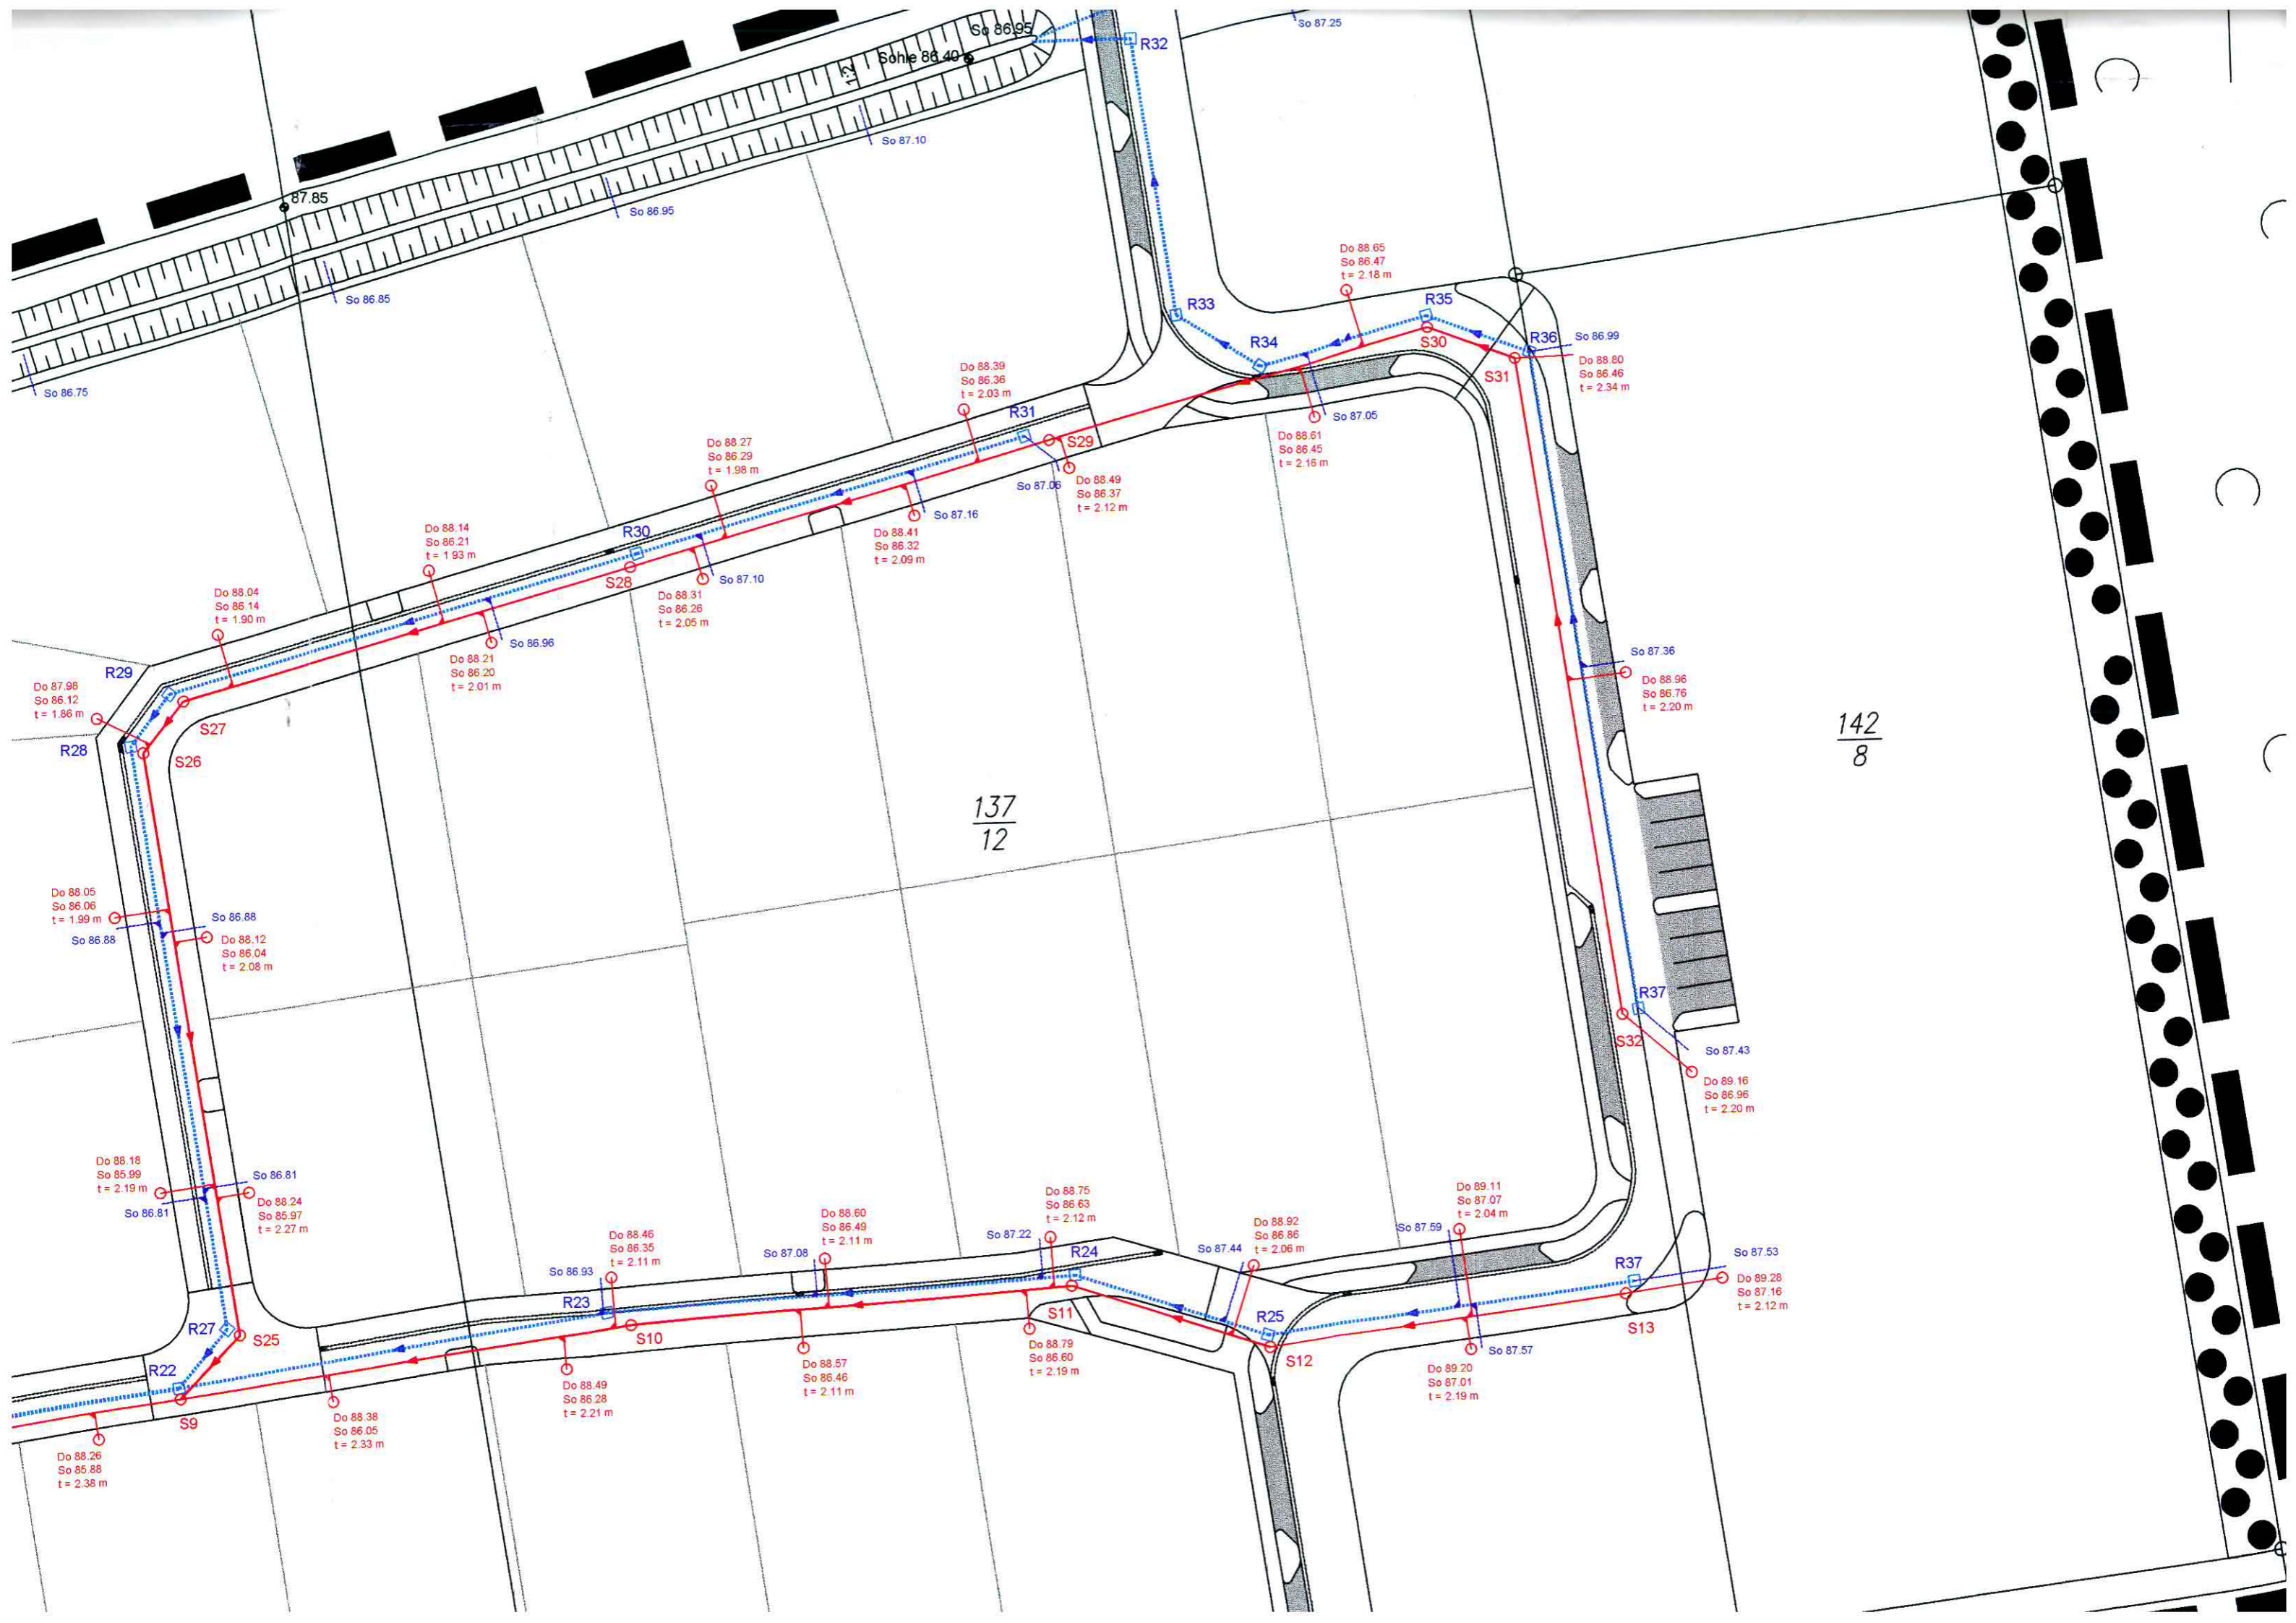 So 86.95
So 87.25
R32
Sohle 86.40
1:2
So 87.10
87.85
So 86.95
So 86.85
So 86.75
Do 88.65
So 86.47
t = 2.18 m
R33
R35
R34
S30
R36
So 86.99
S31
Do 88.80
So 86.46
t = 2.34 m
Do 88.39
So 86.36
t = 2.03 m
R31
So 87.05
Do 88.61
So 86.45
t = 2.16 m
S29
Do 88.27
So 86.29
t = 1.98 m
So 87.06
Do 88.49
So 86.37
t = 2.12 m
So 87.16
Do 88.41
So 86.32
t = 2.09 m
Do 88.14
So 86.21
t = 1.93 m
R30
S28
So 87.10
Do 88.31
So 86.26
t = 2.05 m
Do 88.04
So 86.14
t = 1.90 m
So 86.96
Do 88.21
So 86.20
t = 2.01 m
R29
Do 87.98
So 86.12
t = 1.86 m
S27
R28
S26
So 87.36
Do 88.96
So 86.76
t = 2.20 m
142
8
137
12
Do 88.05
So 86.06
t = 1.99 m
So 86.88
So 86.88
Do 88.12
So 86.04
t = 2.08 m
R37
S32
So 87.43
Do 89.16
So 86.96
t = 2.20 m
Do 88.18
So 85.99
t = 2.19 m
So 86.81
So 86.81
Do 88.24
So 85.97
t = 2.27 m
Do 88.46
So 86.35
t = 2.11 m
So 86.93
Do 88.60
So 86.49
t = 2.11 m
So 87.08
Do 88.75
So 86.63
t = 2.12 m
So 87.22
R24
Do 88.92
So 86.86
t = 2.06 m
So 87.44
Do 89.11
So 87.07
t = 2.04 m
So 87.59
R37
So 87.53
Do 89.28
So 87.16
t = 2.12 m
R23
S10
S11
R25
S12
S13
R27
S25
R22
S9
Do 88.79
So 86.60
t = 2.19 m
So 87.57
Do 89.20
So 87.01
t = 2.19 m
Do 88.57
So 86.46
t = 2.11 m
Do 88.49
So 86.28
t = 2.21 m
Do 88.38
So 86.05
t = 2.33 m
Do 88.26
So 85.88
t = 2.38 m